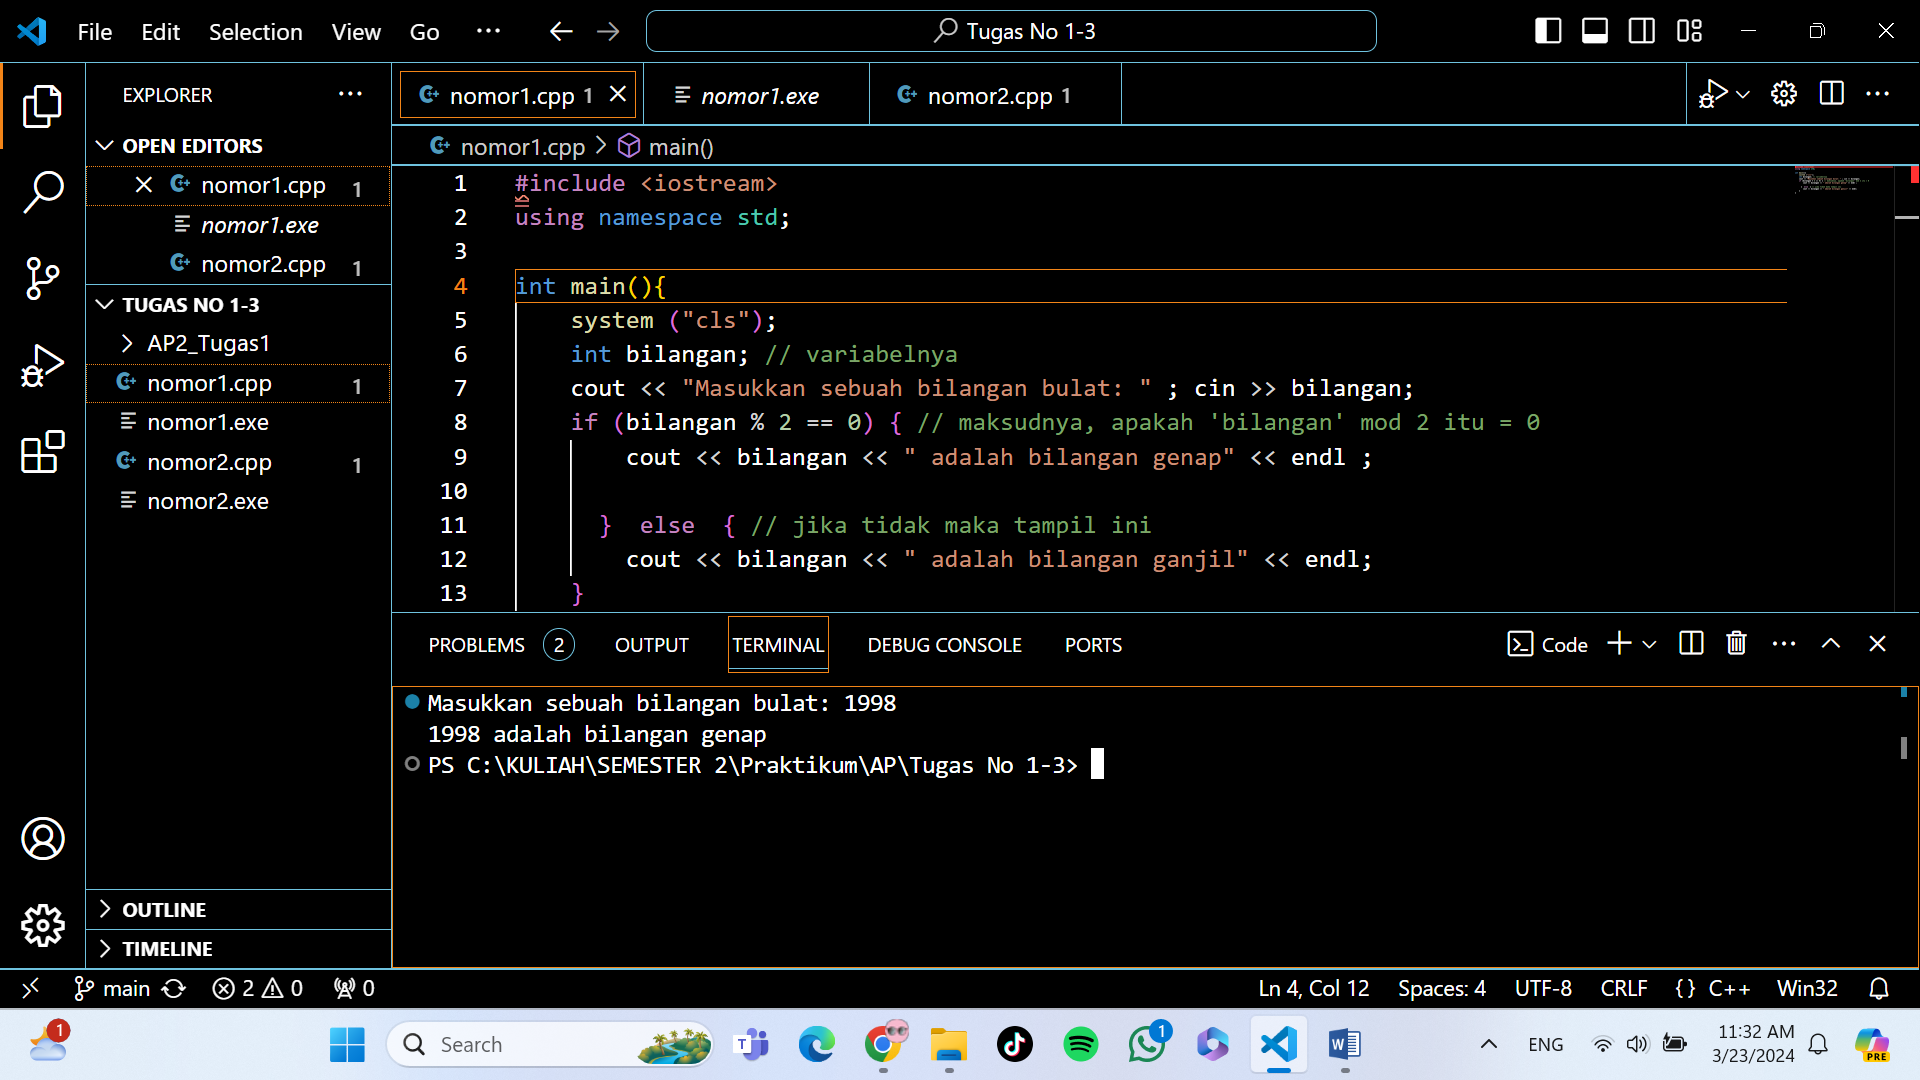 File Edit Selection View Go ··· Tugas No 1-3
EXPLORER ···
OPEN EDITORS
nomor1.cpp 1
nomor1.exe
nomor2.cpp 1
TUGAS NO 1-3
AP2_Tugas1
nomor1.cpp 1
nomor1.exe
nomor2.cpp 1
nomor2.exe
OUTLINE
TIMELINE
nomor1.cpp 1 nomor1.exe nomor2.cpp 1
nomor1.cpp > main()
1 #include <iostream>
2 using namespace std;
3
4 int main(){
5 system ("cls");
6 int bilangan; // variabelnya
7 cout << "Masukkan sebuah bilangan bulat: " ; cin >> bilangan;
8 if (bilangan % 2 == 0) { // maksudnya, apakah 'bilangan' mod 2 itu = 0
9 cout << bilangan << " adalah bilangan genap" << endl ;
10
11 } else { // jika tidak maka tampil ini
12 cout << bilangan << " adalah bilangan ganjil" << endl;
13 }
PROBLEMS 2 OUTPUT TERMINAL DEBUG CONSOLE PORTS Code
Masukkan sebuah bilangan bulat: 1998
1998 adalah bilangan genap
PS C:\KULIAH\SEMESTER 2\Praktikum\AP\Tugas No 1-3>
main 2 0 0 Ln 4, Col 12 Spaces: 4 UTF-8 CRLF {} C++ Win32
1 Search 1 ENG 11:32 AM
3/23/2024 PRE